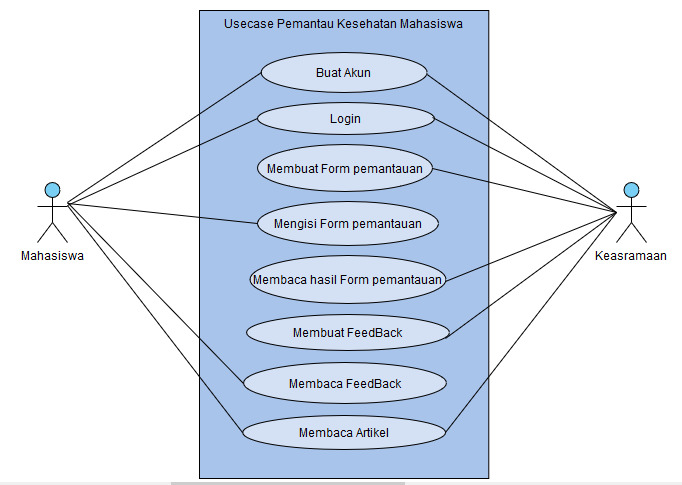 Usecase Pemantau Kesehatan Mahasiswa
Buat Akun
Login
Membuat Form pemantauan
Mengisi Form pemantauan
Membaca hasil Form pemantauan
Membuat FeedBack
Membaca FeedBack
Membaca Artikel
Mahasiswa
Keasramaan